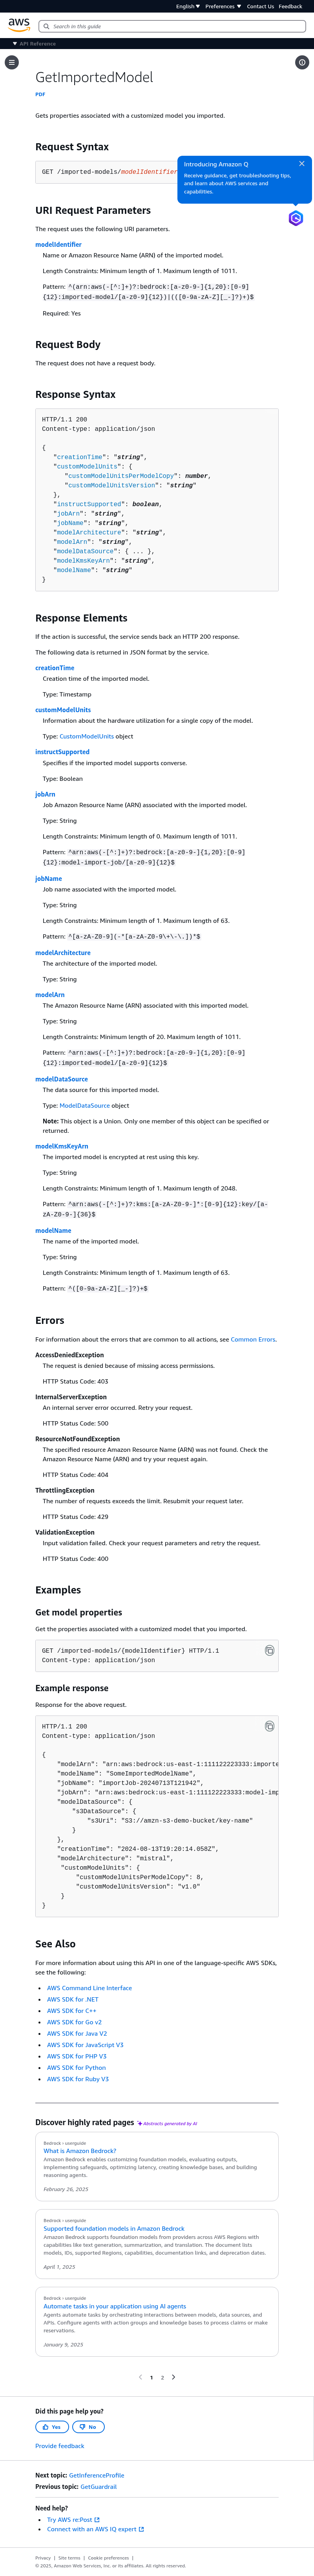 English Preferences Contact Us Feedback
aws
Search in this guide
API Reference
GetImportedModel
PDF
Gets properties associated with a customized model you imported.
Request Syntax
GET /imported-models/modelIdentifier
Introducing Amazon Q
Receive guidance, get troubleshooting tips,
and learn about AWS services and
capabilities.
URI Request Parameters
The request uses the following URI parameters.
modelIdentifier
Name or Amazon Resource Name (ARN) of the imported model.
Length Constraints: Minimum length of 1. Maximum length of 1011.
Pattern: ^(arn:aws(-[^:]+)?:bedrock:[a-z0-9-]{1,20}:[0-9]
{12}:imported-model/[a-z0-9]{12})|(([0-9a-zA-Z][_-]?)+)$
Required: Yes
Request Body
The request does not have a request body.
Response Syntax
HTTP/1.1 200
Content-type: application/json
{
"creationTime": "string",
"customModelUnits": {
"customModelUnitsPerModelCopy": number,
"customModelUnitsVersion": "string"
},
"instructSupported": boolean,
"jobArn": "string",
"jobName": "string",
"modelArchitecture": "string",
"modelArn": "string",
"modelDataSource": { ... },
"modelKmsKeyArn": "string",
"modelName": "string"
}
Response Elements
If the action is successful, the service sends back an HTTP 200 response.
The following data is returned in JSON format by the service.
creationTime
Creation time of the imported model.
Type: Timestamp
customModelUnits
Information about the hardware utilization for a single copy of the model.
Type: CustomModelUnits object
instructSupported
Specifies if the imported model supports converse.
Type: Boolean
jobArn
Job Amazon Resource Name (ARN) associated with the imported model.
Type: String
Length Constraints: Minimum length of 0. Maximum length of 1011.
Pattern: ^arn:aws(-[^:]+)?:bedrock:[a-z0-9-]{1,20}:[0-9]
{12}:model-import-job/[a-z0-9]{12}$
jobName
Job name associated with the imported model.
Type: String
Length Constraints: Minimum length of 1. Maximum length of 63.
Pattern: ^[a-zA-Z0-9](-*[a-zA-Z0-9\+\-\.])*$
modelArchitecture
The architecture of the imported model.
Type: String
modelArn
The Amazon Resource Name (ARN) associated with this imported model.
Type: String
Length Constraints: Minimum length of 20. Maximum length of 1011.
Pattern: ^arn:aws(-[^:]+)?:bedrock:[a-z0-9-]{1,20}:[0-9]
{12}:imported-model/[a-z0-9]{12}$
modelDataSource
The data source for this imported model.
Type: ModelDataSource object
Note: This object is a Union. Only one member of this object can be specified or
returned.
modelKmsKeyArn
The imported model is encrypted at rest using this key.
Type: String
Length Constraints: Minimum length of 1. Maximum length of 2048.
Pattern: ^arn:aws(-[^:]+)?:kms:[a-zA-Z0-9-]*:[0-9]{12}:key/[a-
zA-Z0-9-]{36}$
modelName
The name of the imported model.
Type: String
Length Constraints: Minimum length of 1. Maximum length of 63.
Pattern: ^([0-9a-zA-Z][_-]?)+$
Errors
For information about the errors that are common to all actions, see Common Errors.
AccessDeniedException
The request is denied because of missing access permissions.
HTTP Status Code: 403
InternalServerException
An internal server error occurred. Retry your request.
HTTP Status Code: 500
ResourceNotFoundException
The specified resource Amazon Resource Name (ARN) was not found. Check the
Amazon Resource Name (ARN) and try your request again.
HTTP Status Code: 404
ThrottlingException
The number of requests exceeds the limit. Resubmit your request later.
HTTP Status Code: 429
ValidationException
Input validation failed. Check your request parameters and retry the request.
HTTP Status Code: 400
Examples
Get model properties
Get the properties associated with a customized model that you imported.
GET /imported-models/{modelIdentifier} HTTP/1.1
Content-type: application/json
Example response
Response for the above request.
HTTP/1.1 200
Content-type: application/json
{
"modelArn": "arn:aws:bedrock:us-east-1:111122223333:importe
"modelName": "SomeImportedModelName",
"jobName": "importJob-20240713T121942",
"jobArn": "arn:aws:bedrock:us-east-1:111122223333:model-imp
"modelDataSource": {
"s3DataSource": {
"s3Uri": "S3://amzn-s3-demo-bucket/key-name"
}
},
"creationTime": "2024-08-13T19:20:14.058Z",
"modelArchitecture": "mistral",
"customModelUnits": {
"customModelUnitsPerModelCopy": 8,
"customModelUnitsVersion": "v1.0"
}
}
See Also
For more information about using this API in one of the language-specific AWS SDKs,
see the following:
AWS Command Line Interface
AWS SDK for .NET
AWS SDK for C++
AWS SDK for Go v2
AWS SDK for Java V2
AWS SDK for JavaScript V3
AWS SDK for PHP V3
AWS SDK for Python
AWS SDK for Ruby V3
Discover highly rated pages Abstracts generated by AI
Bedrock › userguide
What is Amazon Bedrock?
Amazon Bedrock enables customizing foundation models, evaluating outputs,
implementing safeguards, optimizing latency, creating knowledge bases, and building
reasoning agents.
February 26, 2025
Bedrock › userguide
Supported foundation models in Amazon Bedrock
Amazon Bedrock supports foundation models from providers across AWS Regions with
capabilities like text generation, summarization, and translation. The document lists
models, IDs, supported Regions, capabilities, documentation links, and deprecation dates.
April 1, 2025
Bedrock › userguide
Automate tasks in your application using AI agents
Agents automate tasks by orchestrating interactions between models, data sources, and
APIs. Configure agents with action groups and knowledge bases to process claims or make
reservations.
January 9, 2025
1 2
Did this page help you?
Yes No
Provide feedback
Next topic: GetInferenceProfile
Previous topic: GetGuardrail
Need help?
Try AWS re:Post
Connect with an AWS IQ expert
Privacy | Site terms | Cookie preferences |
© 2025, Amazon Web Services, Inc. or its affiliates. All rights reserved.